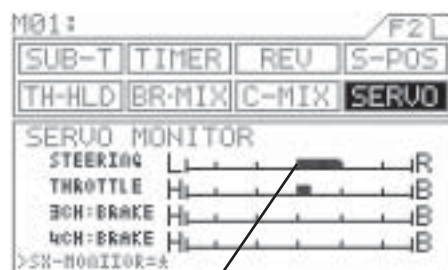 M01: F2
SUB-T TIMER REV S-POS
TH-HLD BR·MIX C-MIX SERVO
SERVO MONITOR
STEERING L R
THROTTLE H B
3CH:BRAKE H B
4CH:BRAKE H B
>SX-MONITOR=